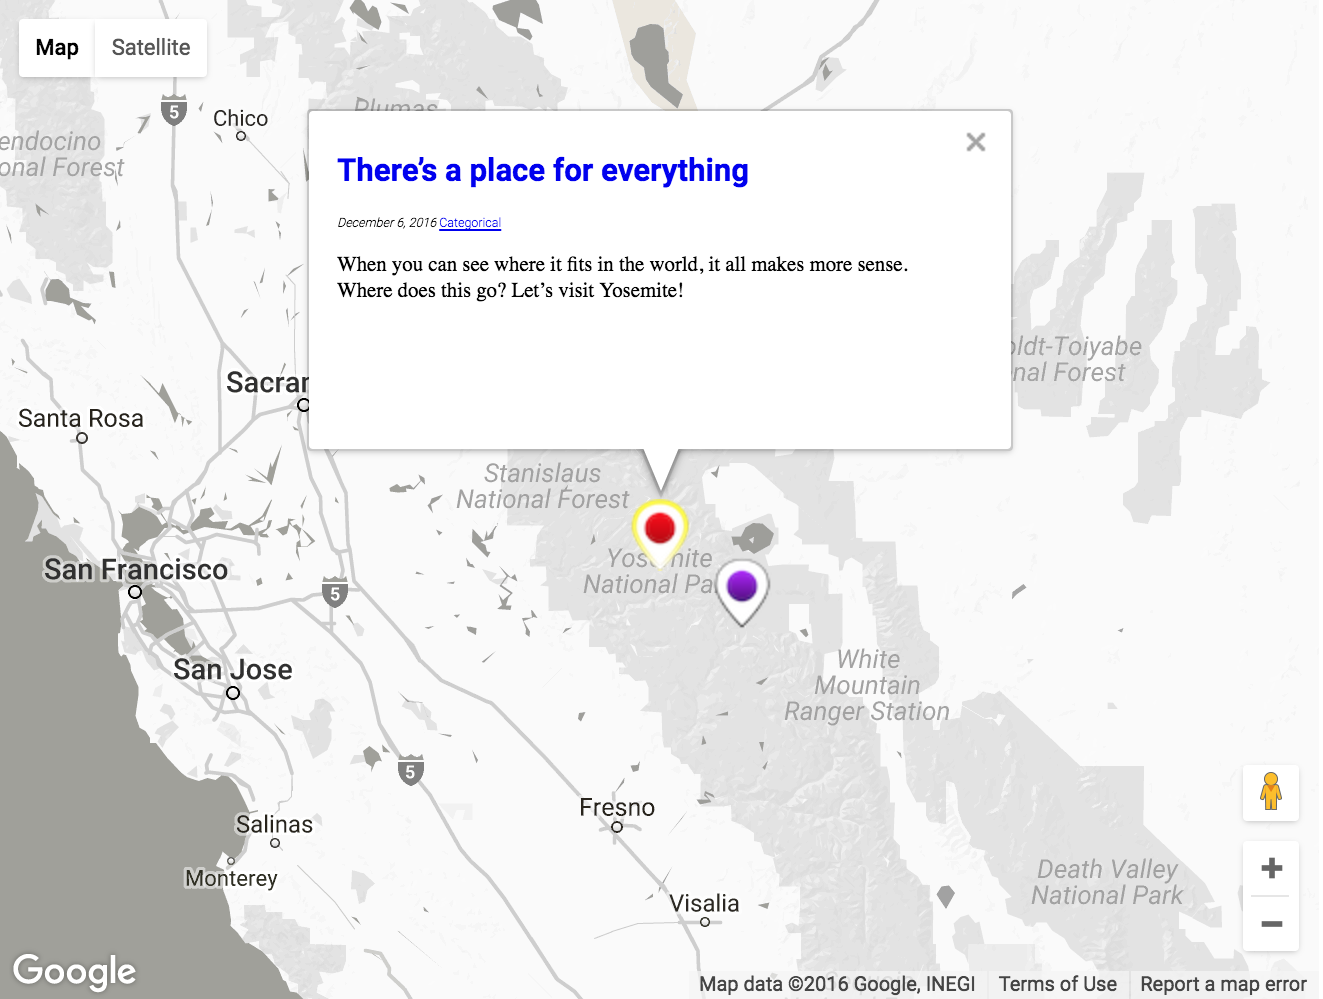 Map
Satellite
5
Chico
Plumas
endocino
onal Forest
There’s a place for everything
December 6, 2016 Categorical
When you can see where it fits in the world, it all makes more sense.
Where does this go? Let’s visit Yosemite!
oldt-Toiyabe
nal Forest
Sacrar
Santa Rosa
Stanislaus
National Forest
Yosemite
National Pa
San Francisco
5
San Jose
White
Mountain
Ranger Station
5
Fresno
Salinas
Monterey
Death Valley
National Park
Visalia
Google
Map data ©2016 Google, INEGI
Terms of Use
Report a map error